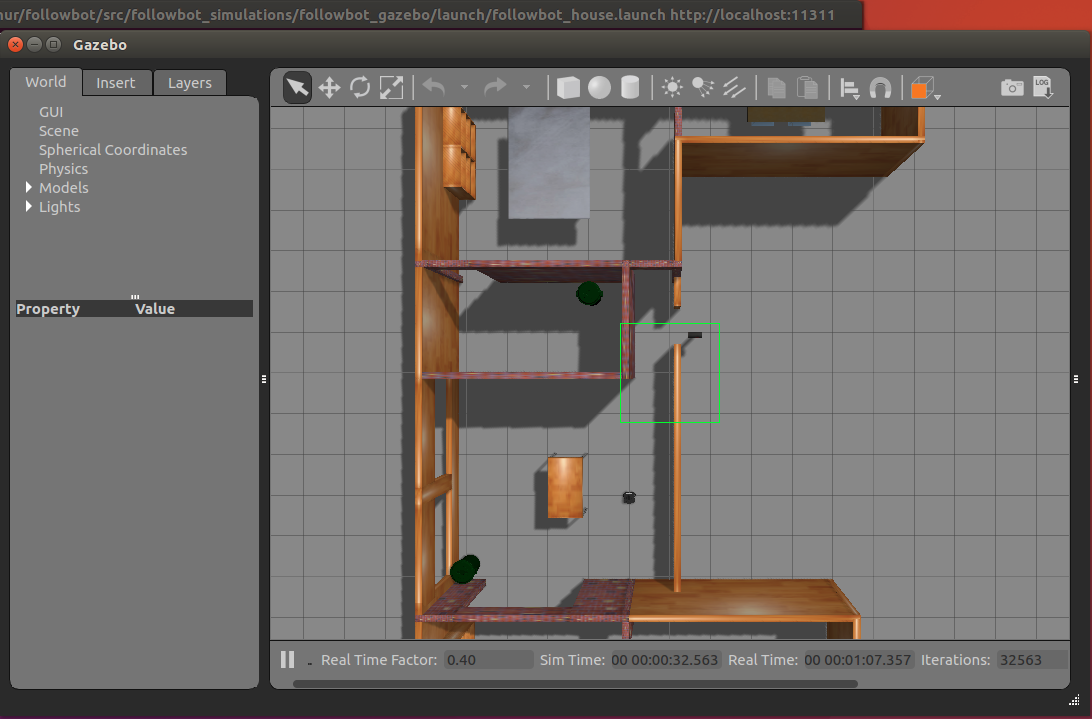 ur/followbot/src/followbot_simulations/followbot_gazebo/launch/followbot_house.launch http://localhost:11311
Gazebo
World Insert Layers
GUI
Scene
Spherical Coordinates
Physics
Models
Lights
Property Value
LOG
Real Time Factor: 0.40 Sim Time: 00 00:00:32.563 Real Time: 00 00:01:07.357 Iterations: 32563